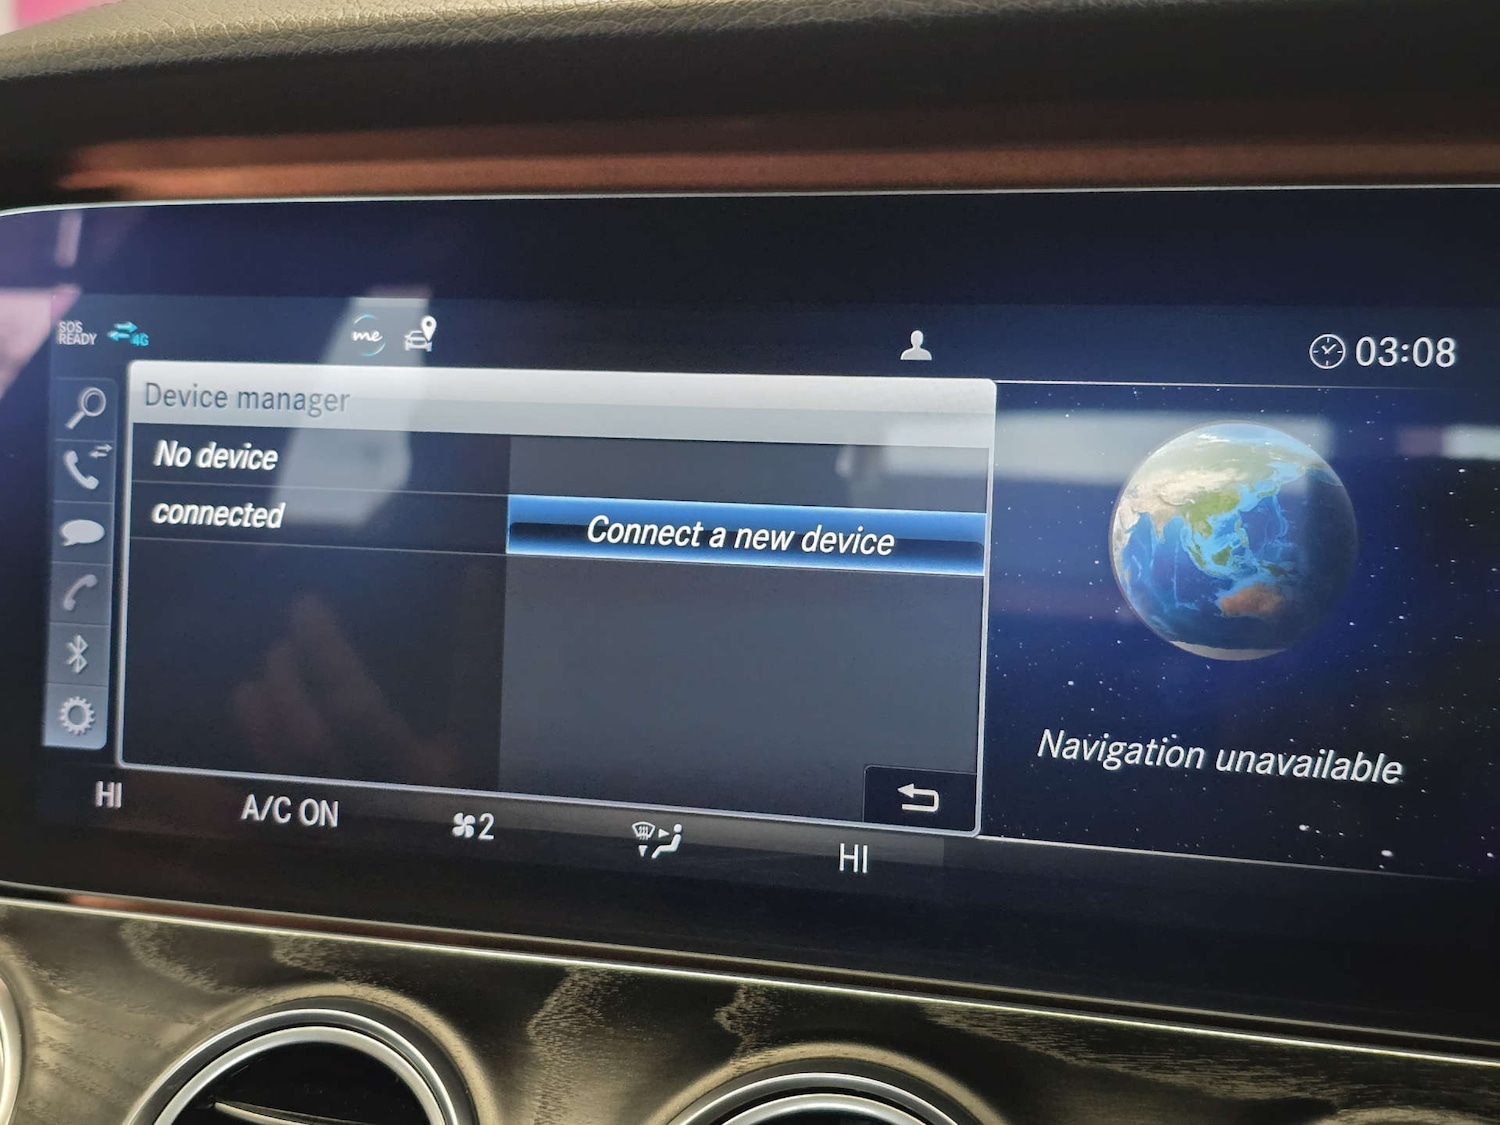 SOS
READY
4G
me
03:08
Device manager
No device
connected
Connect a new device
Navigation unavailable
HI
A/C ON
2
HI